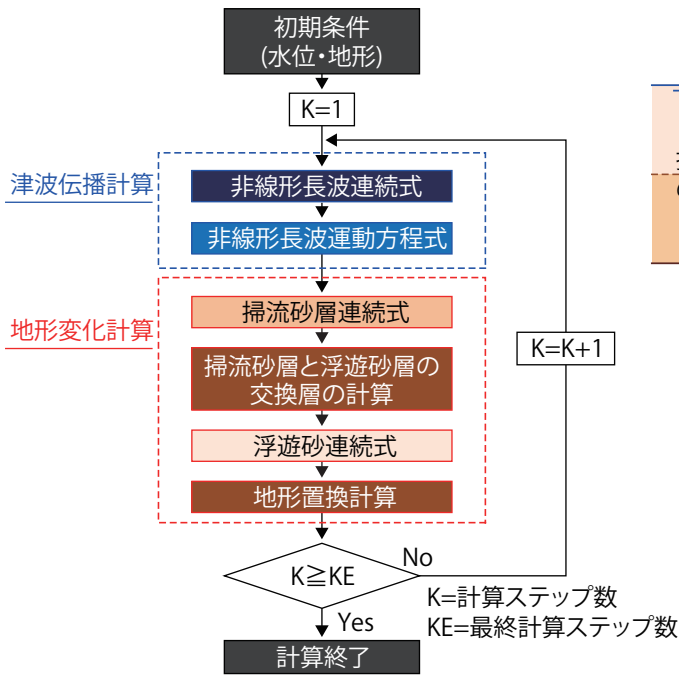 初期条件
(水位・地形)
K=1
津波伝播計算
非線形長波連続式
非線形長波運動方程式
地形変化計算
掃流砂層連続式
掃流砂層と浮遊砂層の
交換層の計算
浮遊砂連続式
地形置換計算
K=K+1
K≧KE
No
Yes
K=計算ステップ数
KE=最終計算ステップ数
計算終了